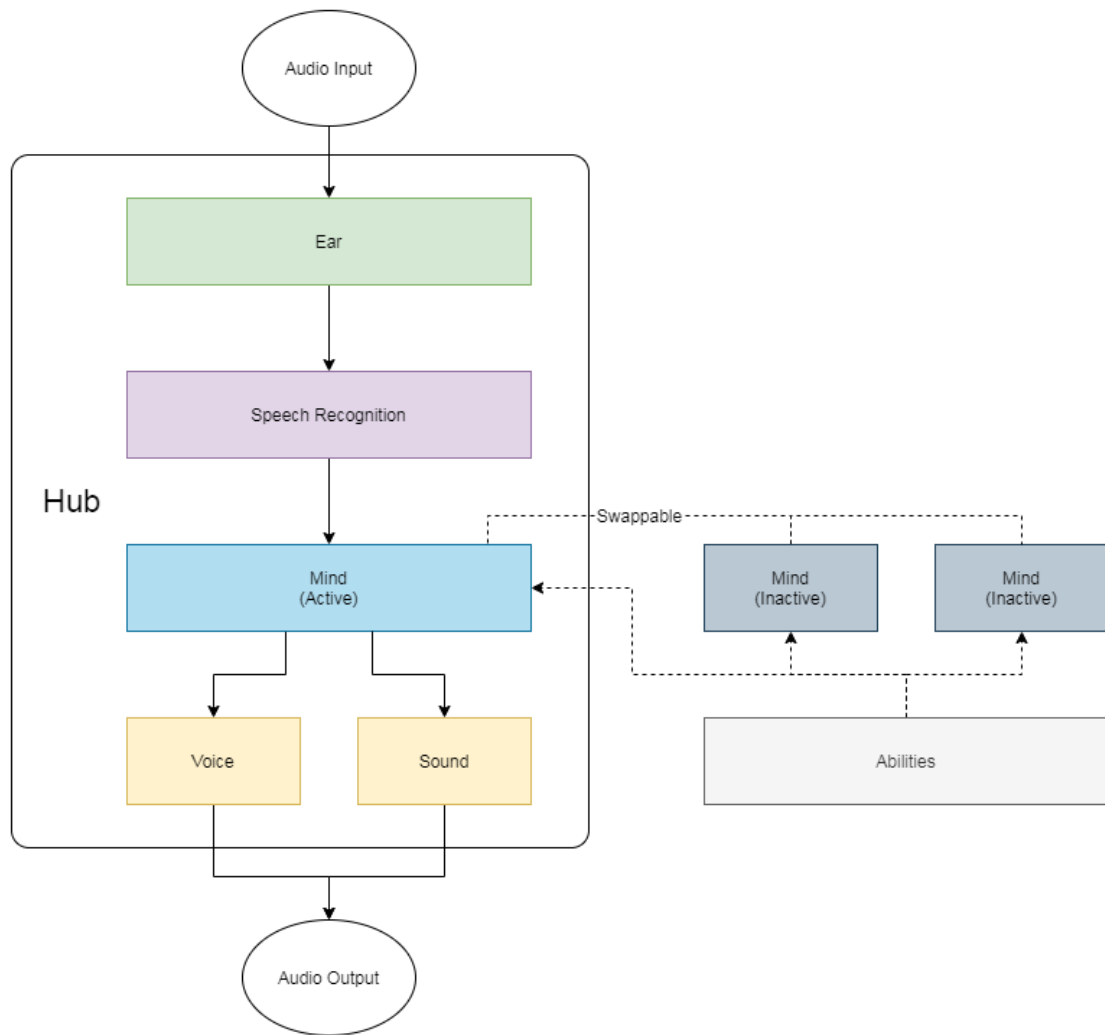 Audio Input
Ear
Speech Recognition
Hub
Swappable
Mind
(Active)
Mind
(Inactive)
Mind
(Inactive)
Voice
Sound
Abilities
Audio Output